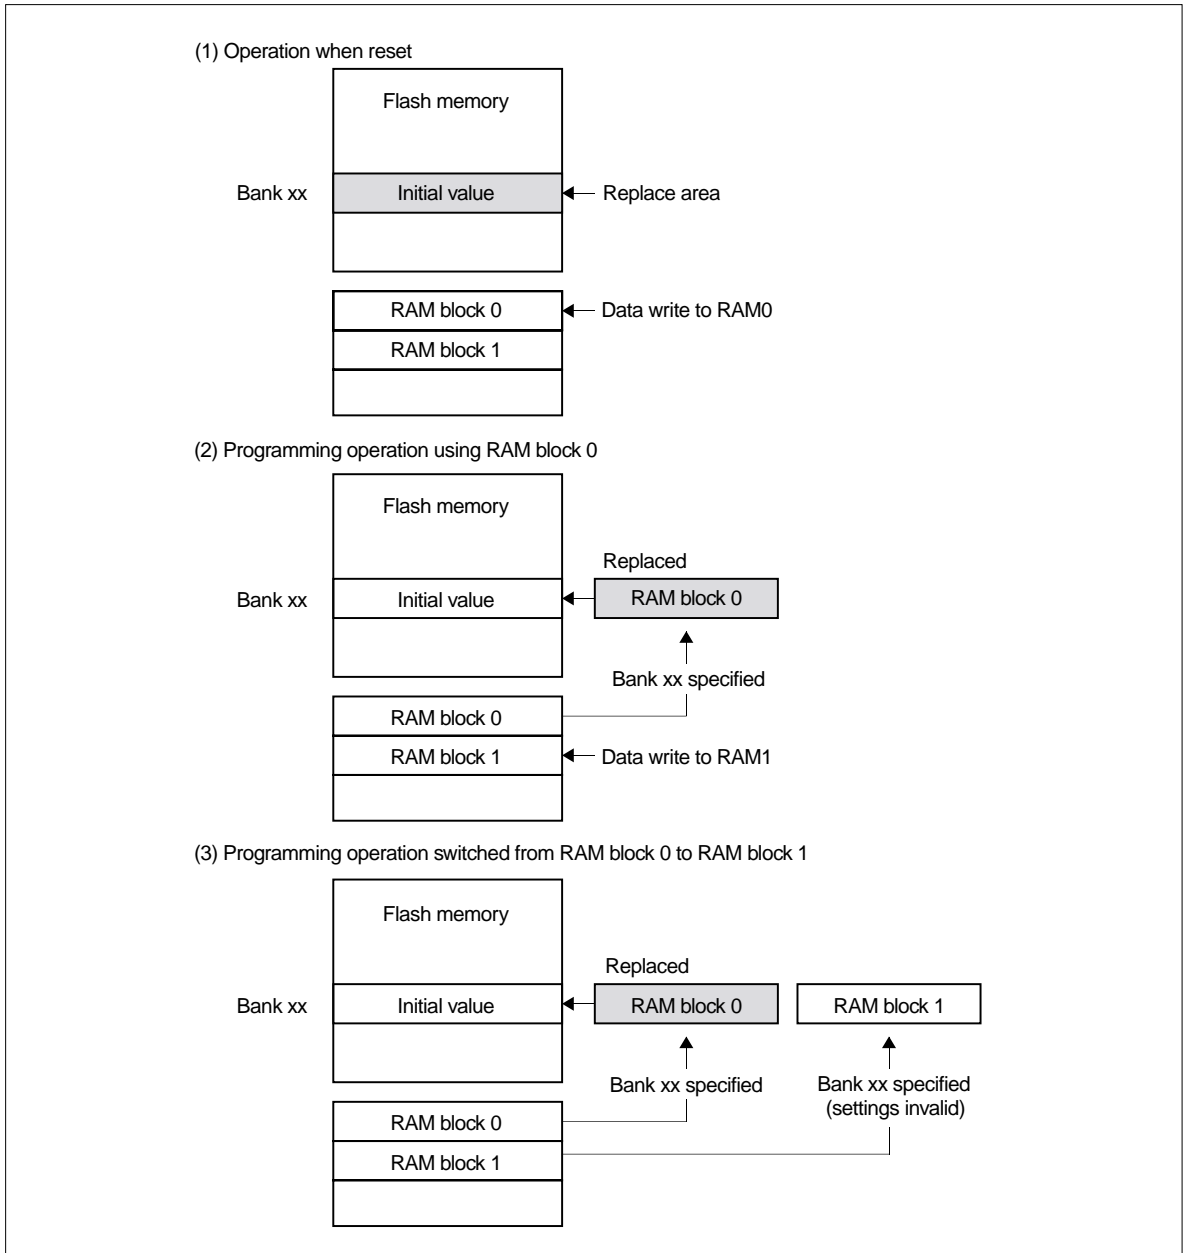 (1) Operation when reset
Flash memory
Bank xx
Initial value
Replace area
RAM block 0
Data write to RAM0
RAM block 1
(2) Programming operation using RAM block 0
Flash memory
Replaced
Bank xx
Initial value
RAM block 0
Bank xx specified
RAM block 0
RAM block 1
Data write to RAM1
(3) Programming operation switched from RAM block 0 to RAM block 1
Flash memory
Replaced
Bank xx
Initial value
RAM block 0
RAM block 1
Bank xx specified
Bank xx specified
(settings invalid)
RAM block 0
RAM block 1